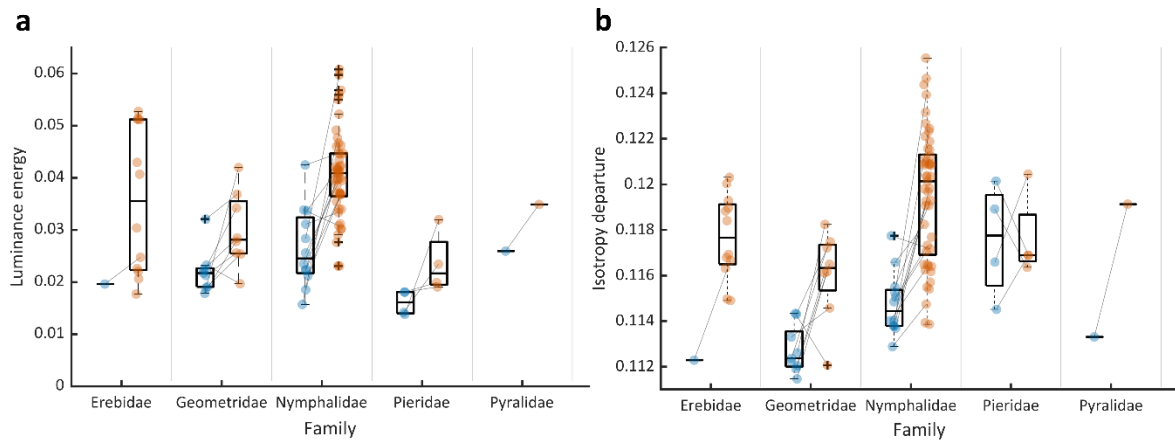 a
b
Luminance energy
0.06
0.05
0.04
0.03
0.02
0.01
0
Erebidae
Geometridae
Nymphalidae
Pieridae
Pyralidae
Family
Isotropy departure
0.126
0.124
0.122
0.12
0.118
0.116
0.114
0.112
Erebidae
Geometridae
Nymphalidae
Pieridae
Pyralidae
Family